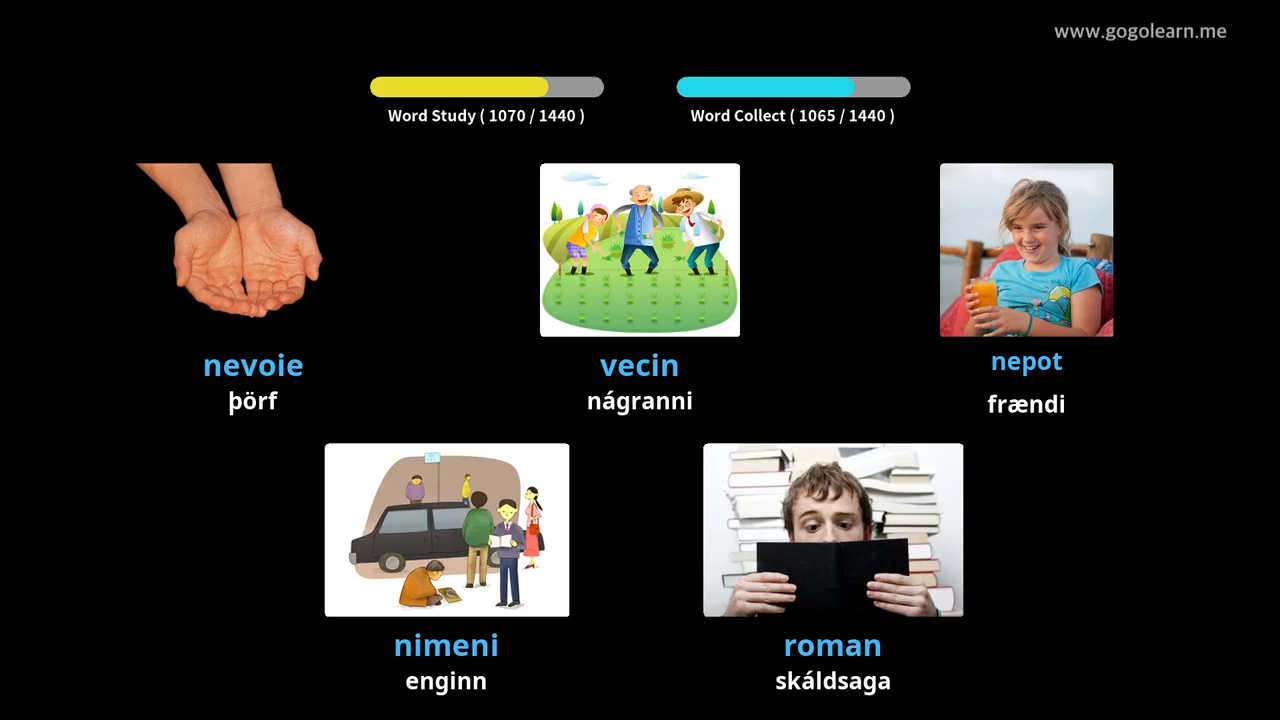 www.gogolearn.me
Word Study ( 1070 / 1440 )
Word Collect ( 1065 / 1440 )
nevoie
þörf
vecin
nágranni
nepot
frændi
nimeni
enginn
roman
skáldsaga